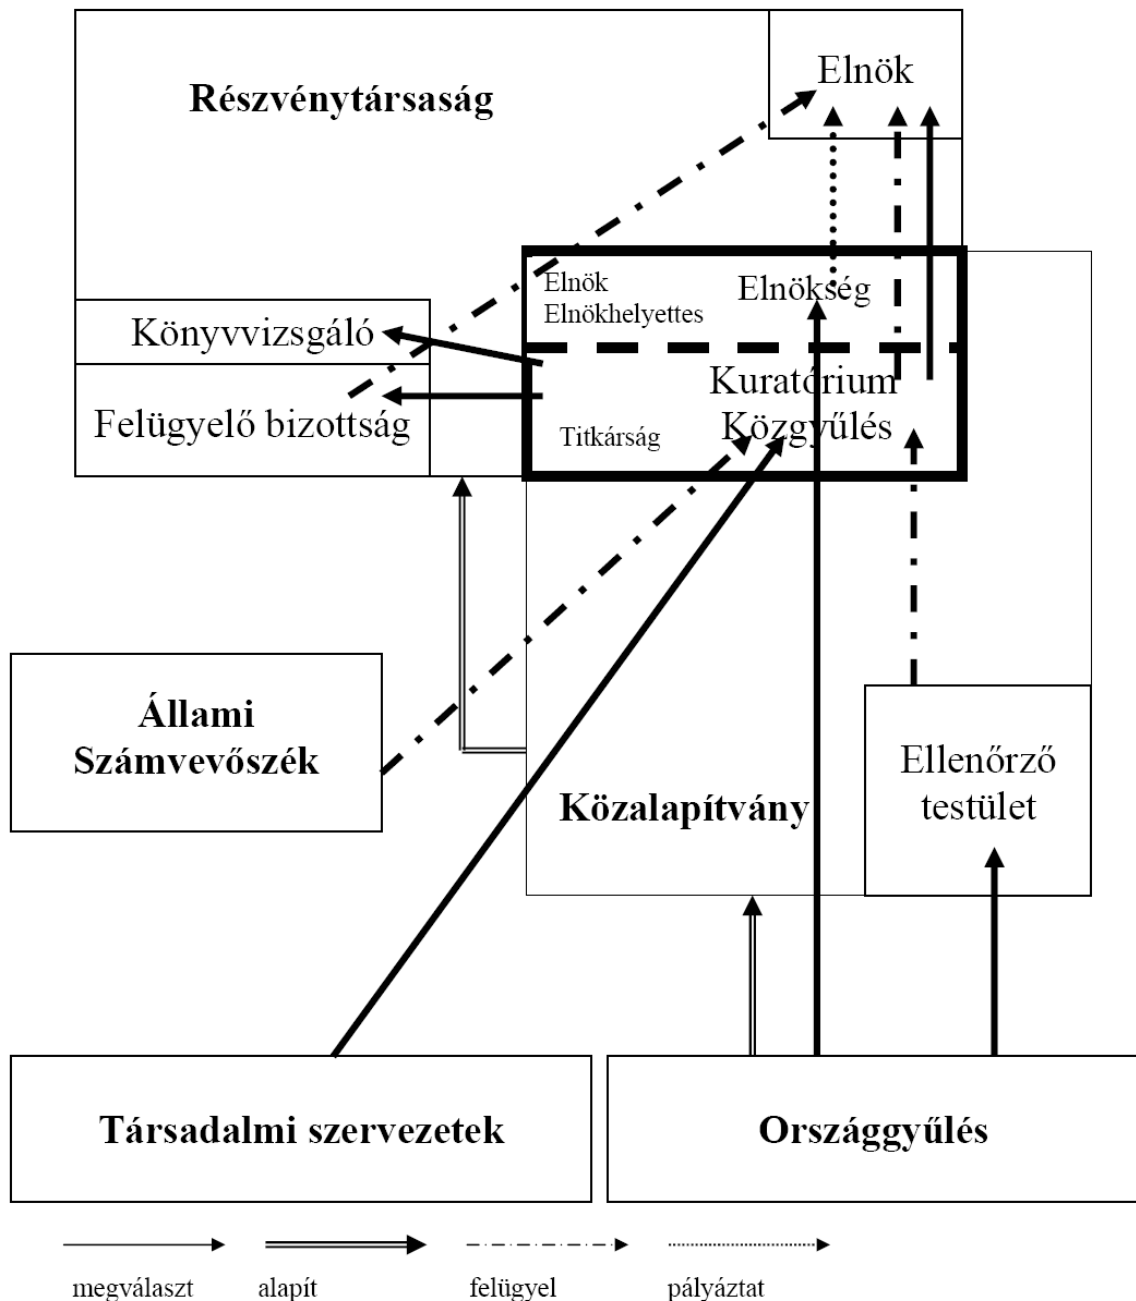 Elnök
Részvénytársaság
Elnök
Elnökhelyettes
Elnökség
Könyvvizsgáló
Felügyelő bizottság
Kuratórium
Közgyűlés
Titkárság
Állami
Számvevőszék
Közalapítvány
Ellenőrző
testület
Társadalmi szervezetek
Országgyűlés
megválaszt
alapít
felügyel
pályáztat